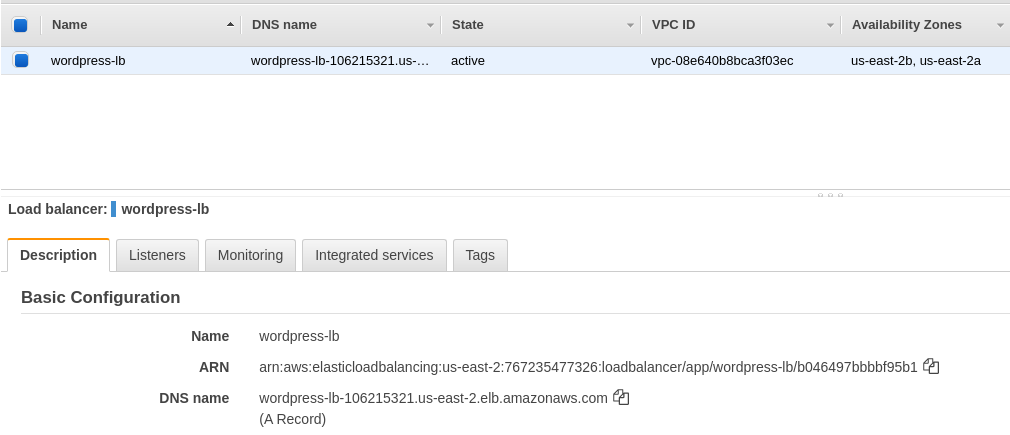 Name DNS name State VPC ID Availability Zones
wordpress-lb wordpress-lb-106215321.us-... active vpc-08e640b8bca3f03ec us-east-2b, us-east-2a
Load balancer: wordpress-lb
Description Listeners Monitoring Integrated services Tags
Basic Configuration
Name wordpress-lb
ARN arn:aws:elasticloadbalancing:us-east-2:767235477326:loadbalancer/app/wordpress-lb/b046497bbbbf95b1
DNS name wordpress-lb-106215321.us-east-2.elb.amazonaws.com
(A Record)